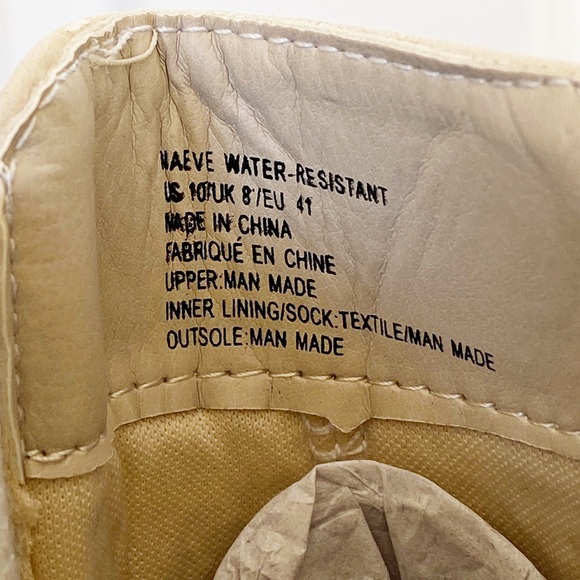 MAEVE WATER-RESISTANT
US 10/UK 8/EU 41
MADE IN CHINA
FABRIQUÉ EN CHINE
UPPER:MAN MADE
INNER LINING/SOCK:TEXTILE/MAN MADE
OUTSOLE:MAN MADE